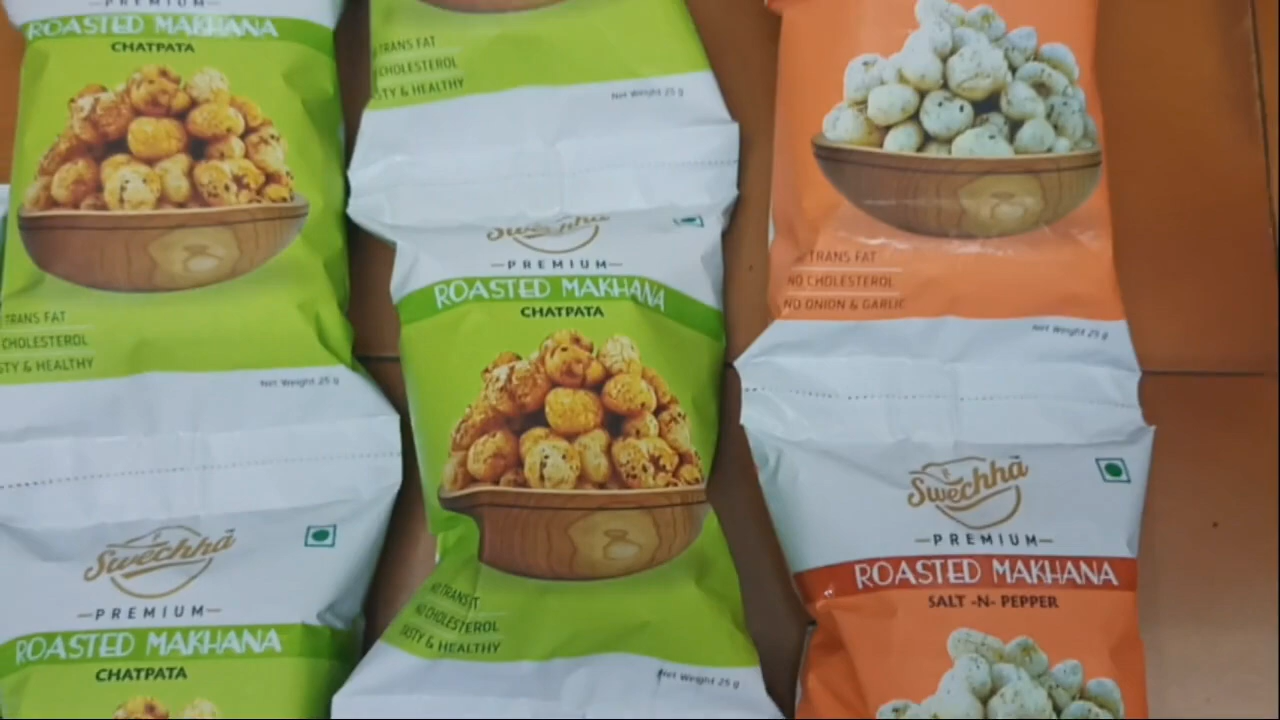 PREMIUM
ROASTED MAKHANA
CHATPATA
TRANS FAT
CHOLESTEROL
STY & HEALTHY
Net Weight 25 g
Swechha
PREMIUM
ROASTED MAKHANA
CHATPATA
TRANS FAT
CHOLESTEROL
STY & HEALTHY
Net Weight 25 g
Swechha
PREMIUM
ROASTED MAKHANA
CHATPATA
NO TRANS
NO CHOLESTEROL
TASTY & HEALTHY
Net Weight 25 g
TRANS FAT
NO CHOLESTEROL
NO ONION & GARLIC
Net Weight 25 g
Swechha
PREMIUM
ROASTED MAKHANA
SALT -N- PEPPER